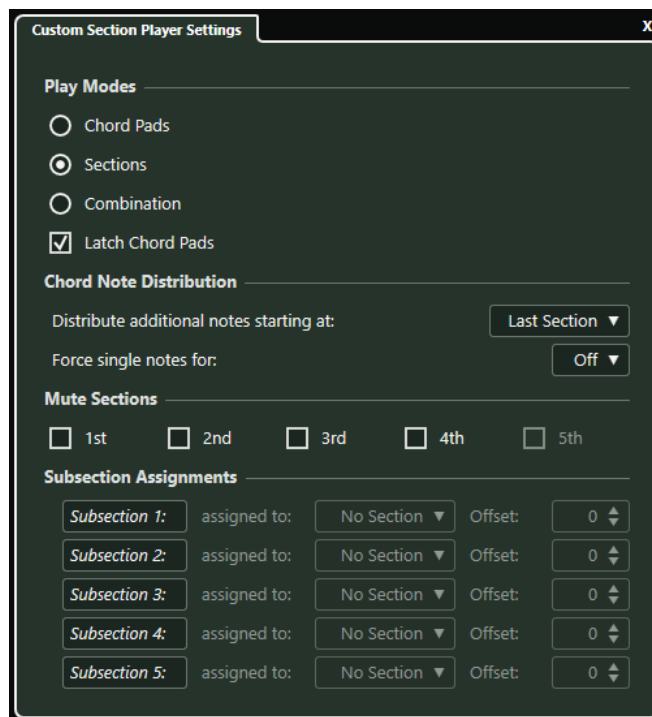 Custom Section Player Settings X
Play Modes
Chord Pads
Sections
Combination
Latch Chord Pads
Chord Note Distribution
Distribute additional notes starting at: Last Section
Force single notes for: Off
Mute Sections
1st 2nd 3rd 4th 5th
Subsection Assignments
Subsection 1: assigned to: No Section Offset: 0
Subsection 2: assigned to: No Section Offset: 0
Subsection 3: assigned to: No Section Offset: 0
Subsection 4: assigned to: No Section Offset: 0
Subsection 5: assigned to: No Section Offset: 0